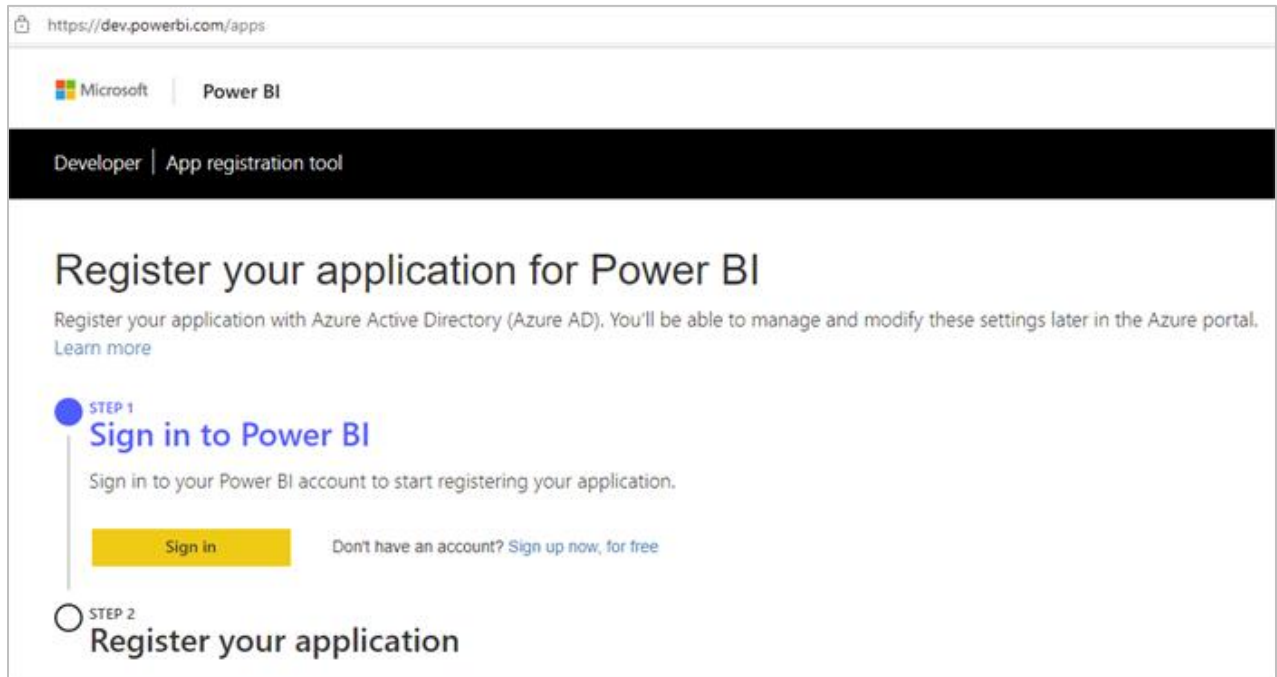 https://dev.powerbi.com/apps
Microsoft | Power BI
Developer | App registration tool
Register your application for Power BI
Register your application with Azure Active Directory (Azure AD). You'll be able to manage and modify these settings later in the Azure portal.
Learn more
STEP 1
Sign in to Power BI
Sign in to your Power BI account to start registering your application.
Sign in Don't have an account? Sign up now, for free
STEP 2
Register your application